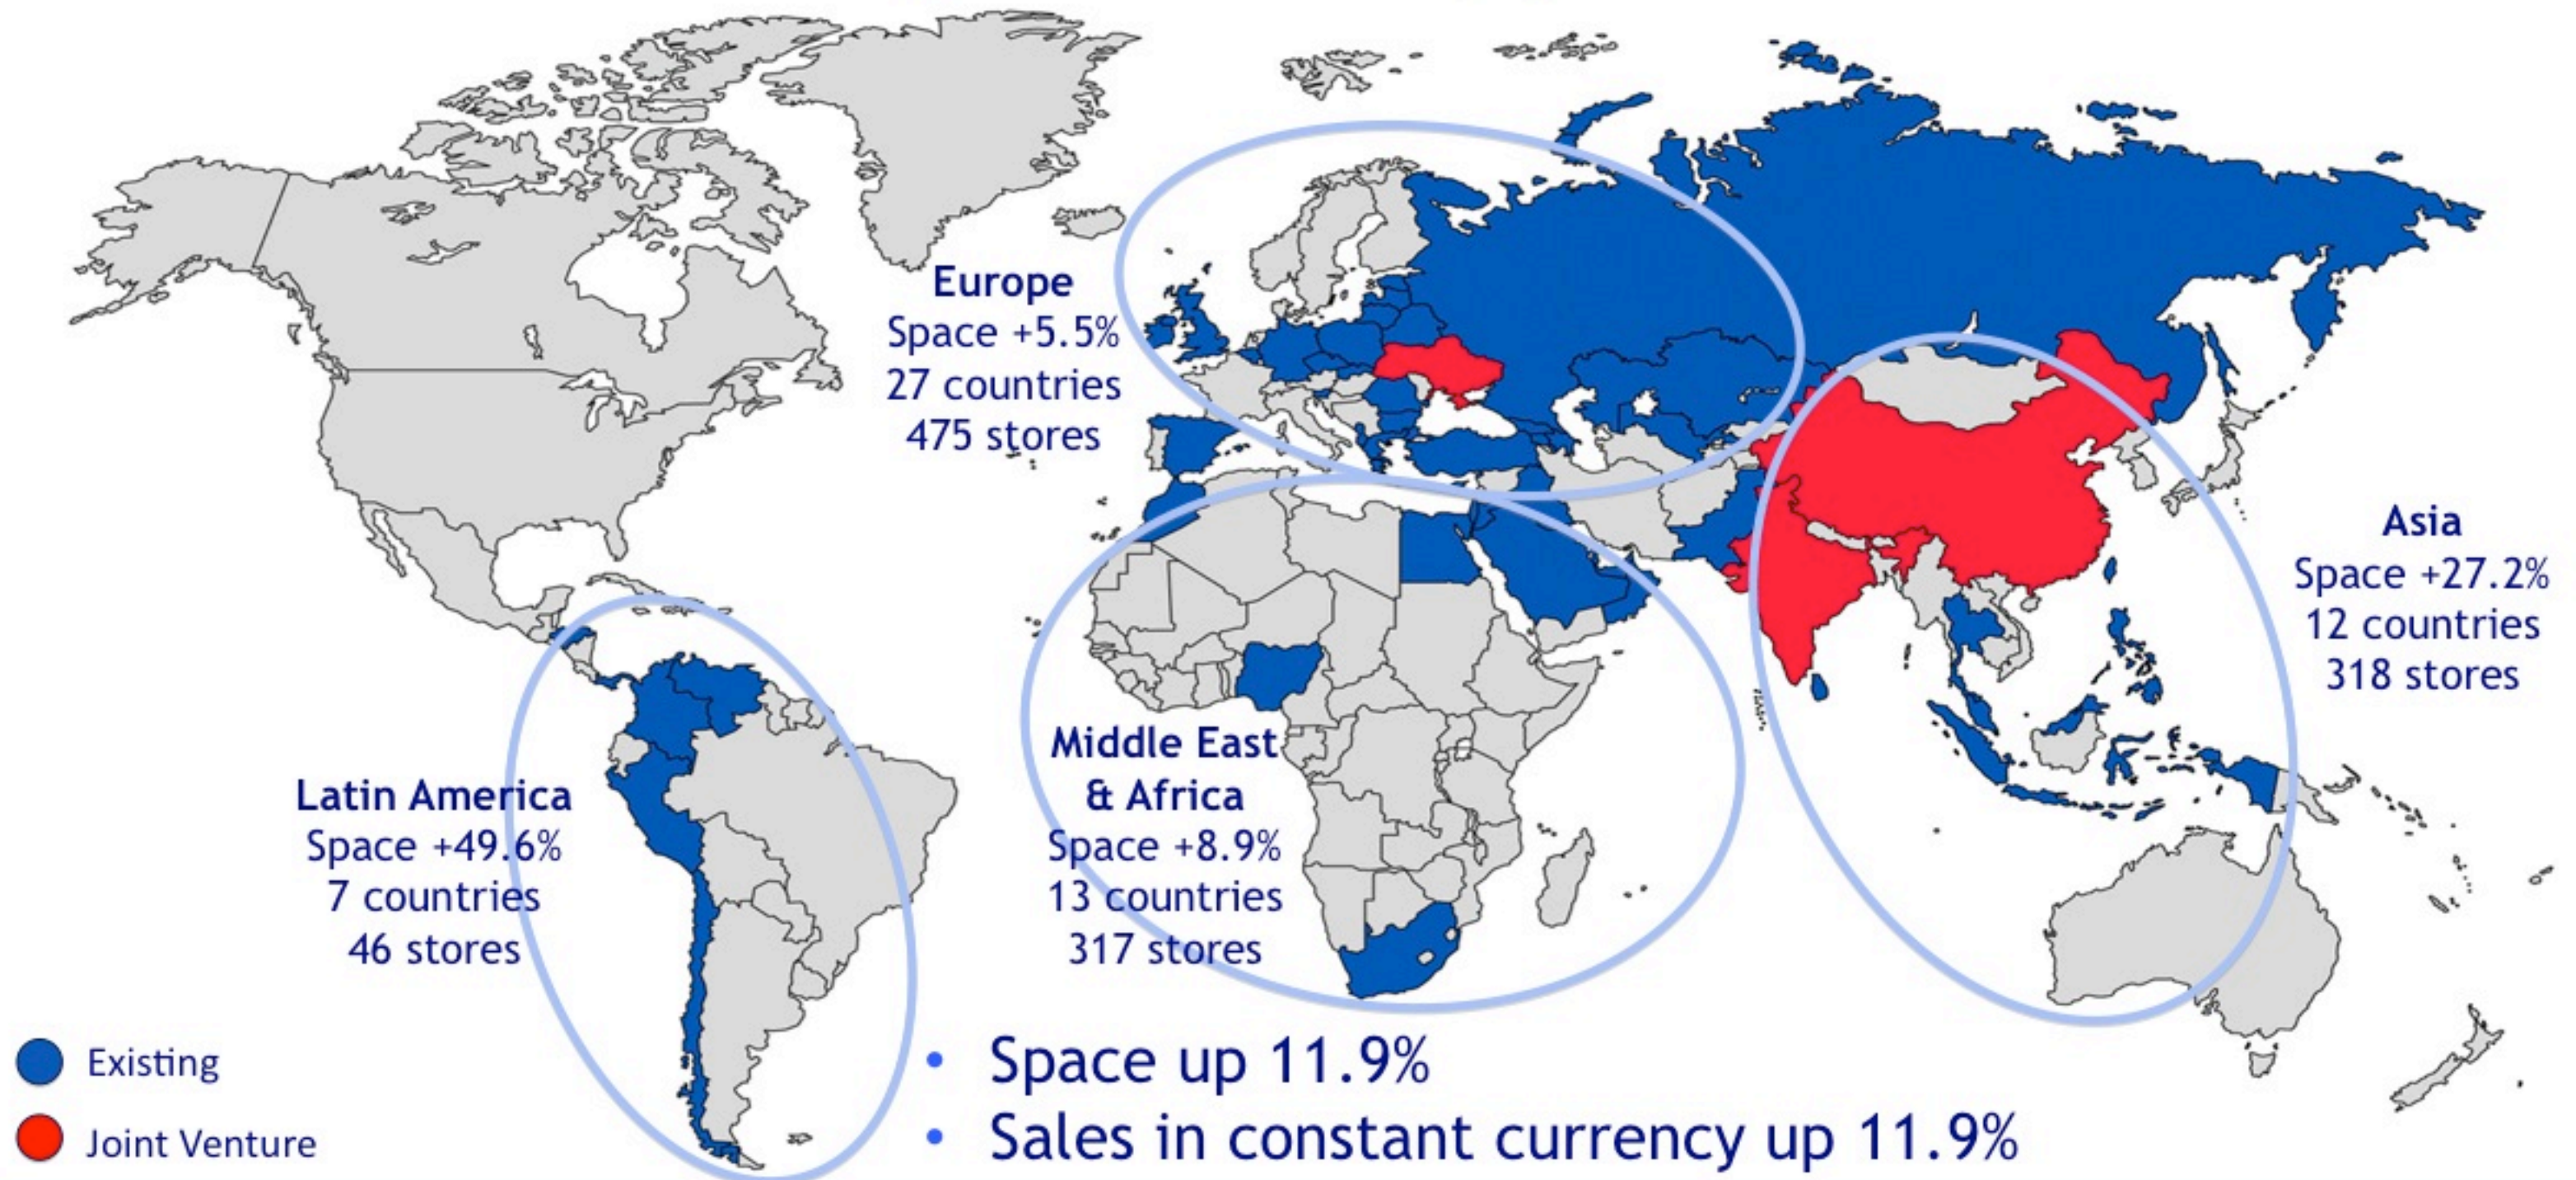 Europe
Space +5.5%
27 countries
475 stores
Asia
Space +27.2%
12 countries
318 stores
Middle East
& Africa
Space +8.9%
13 countries
317 stores
Latin America
Space +49.6%
7 countries
46 stores
Existing
Joint Venture
• Space up 11.9%
• Sales in constant currency up 11.9%